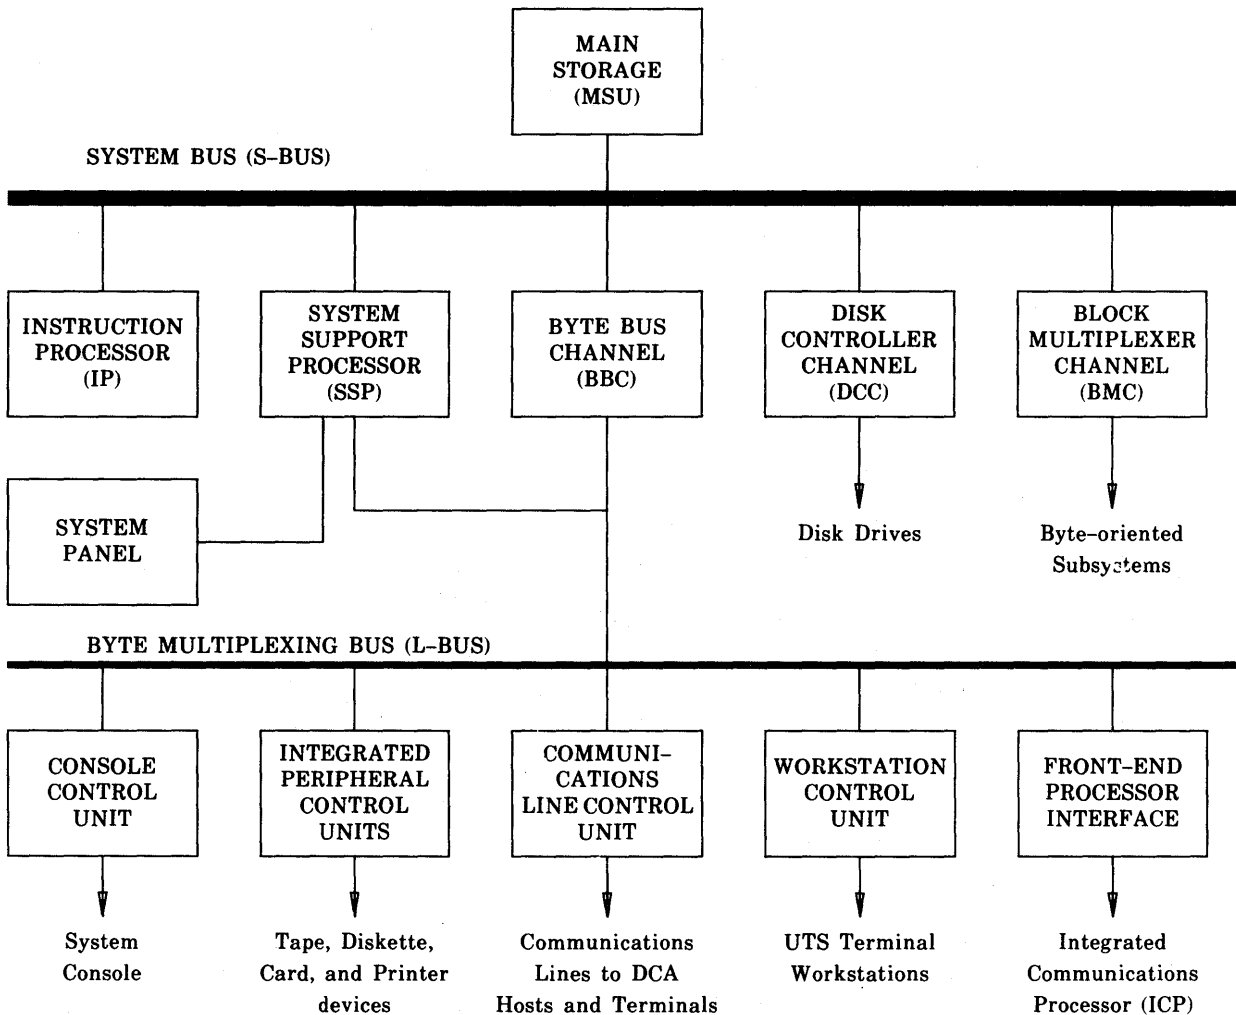 MAIN
STORAGE
(MSU)
SYSTEM BUS (S-BUS)
INSTRUCTION
PROCESSOR
(IP)
SYSTEM
SUPPORT
PROCESSOR
(SSP)
BYTE BUS
CHANNEL
(BBC)
DISK
CONTROLLER
CHANNEL
(DCC)
BLOCK
MULTIPLEXER
CHANNEL
(BMC)
SYSTEM
PANEL
Disk Drives
Byte-oriented
Subsystems
BYTE MULTIPLEXING BUS (L-BUS)
CONSOLE
CONTROL
UNIT
INTEGRATED
PERIPHERAL
CONTROL
UNITS
COMMUNI-
CATIONS
LINE CONTROL
UNIT
WORKSTATION
CONTROL
UNIT
FRONT-END
PROCESSOR
INTERFACE
System
Console
Tape, Diskette,
Card, and Printer
devices
Communications
Lines to DCA
Hosts and Terminals
UTS Terminal
Workstations
Integrated
Communications
Processor (ICP)